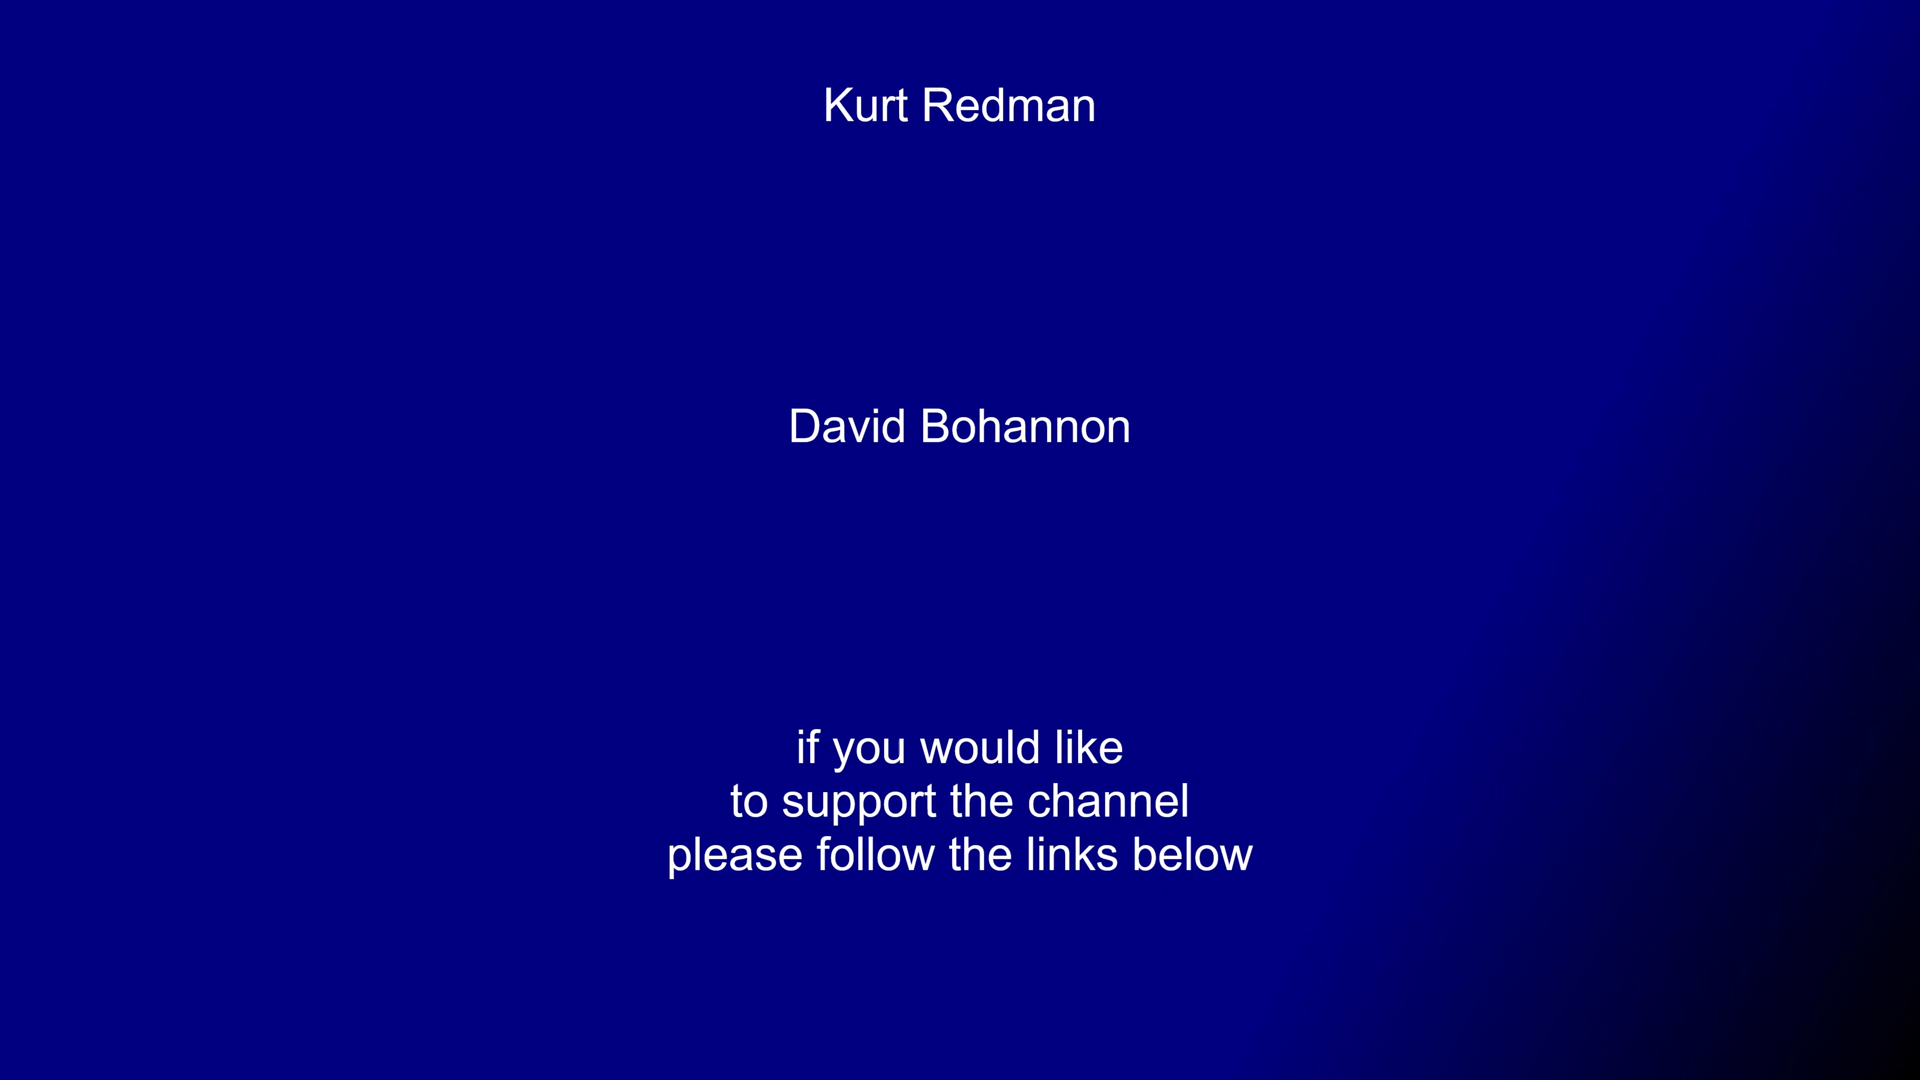 Kurt Redman
David Bohannon
if you would like
to support the channel
please follow the links below